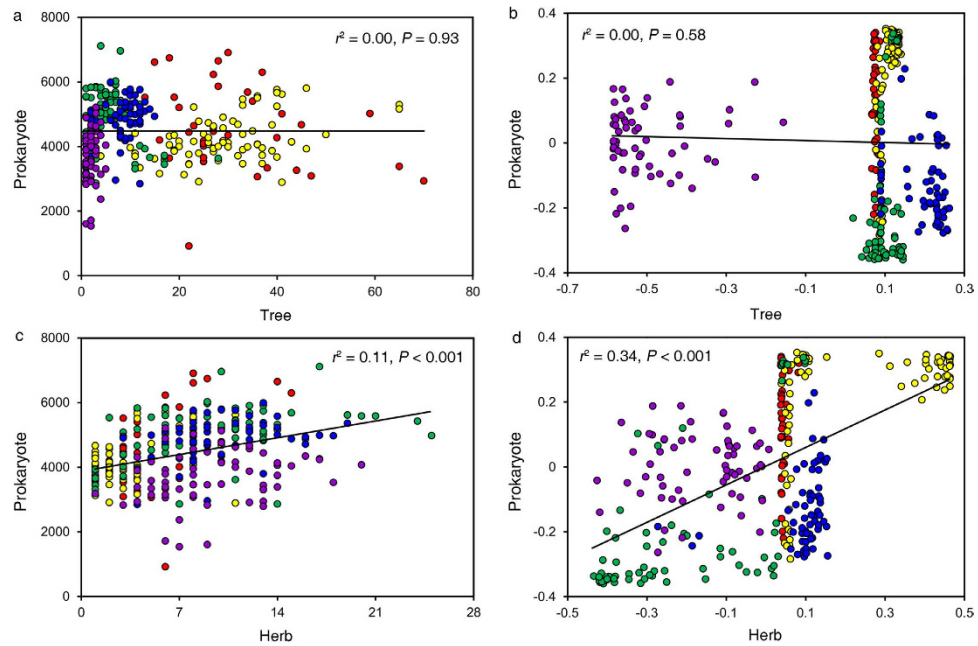 a
8000
6000
4000
2000
0
Prokaryote
r² = 0.00, P = 0.93
0 20 40 60 80
Tree
b
0.4
0.2
0
-0.2
-0.4
Prokaryote
r² = 0.00, P = 0.58
-0.7 -0.5 -0.3 -0.1 0.1 0.3
Tree
c
8000
6000
4000
2000
0
Prokaryote
r² = 0.11, P < 0.001
0 7 14 21 28
Herb
d
0.4
0.2
0
-0.2
-0.4
Prokaryote
r² = 0.34, P < 0.001
-0.5 -0.3 -0.1 0.1 0.3 0.5
Herb